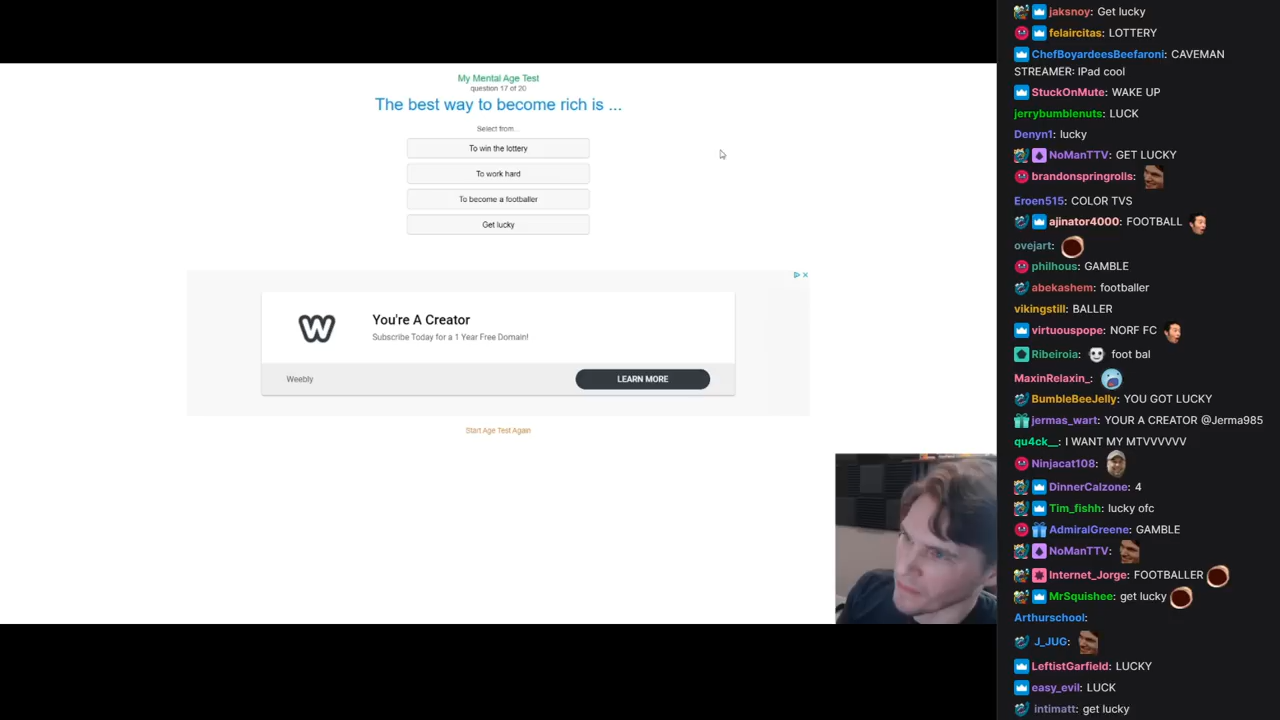 My Mental Age Test
question 17 of 20
The best way to become rich is ...
Select from...
To win the lottery
To work hard
To become a footballer
Get lucky
W
You're A Creator
Subscribe Today for a 1 Year Free Domain!
Weebly
LEARN MORE
Start Age Test Again
jaksnoy: Get lucky
felaircitas: LOTTERY
ChefBoyardeesBeefaroni: CAVEMAN
STREAMER: IPad cool
StuckOnMute: WAKE UP
jerrybumblenuts: LUCK
Denyn1: lucky
NoManTTV: GET LUCKY
brandonspringrolls:
Eroen515: COLOR TVS
ajinator4000: FOOTBALL
ovejart:
philhous: GAMBLE
abekashem: footballer
vikingstill: BALLER
virtuouspope: NORF FC
Ribeiroia: foot bal
MaxinRelaxin_:
BumbleBeeJelly: YOU GOT LUCKY
jermas_wart: YOUR A CREATOR @Jerma985
qu4ck__: I WANT MY MTVVVVVV
Ninjacat108:
DinnerCalzone: 4
Tim_fishh: lucky ofc
AdmiralGreene: GAMBLE
NoManTTV:
Internet_Jorge: FOOTBALLER
MrSquishee: get lucky
Arthurschool:
J_JUG:
LeftistGarfield: LUCKY
easy_evil: LUCK
intimatt: get lucky